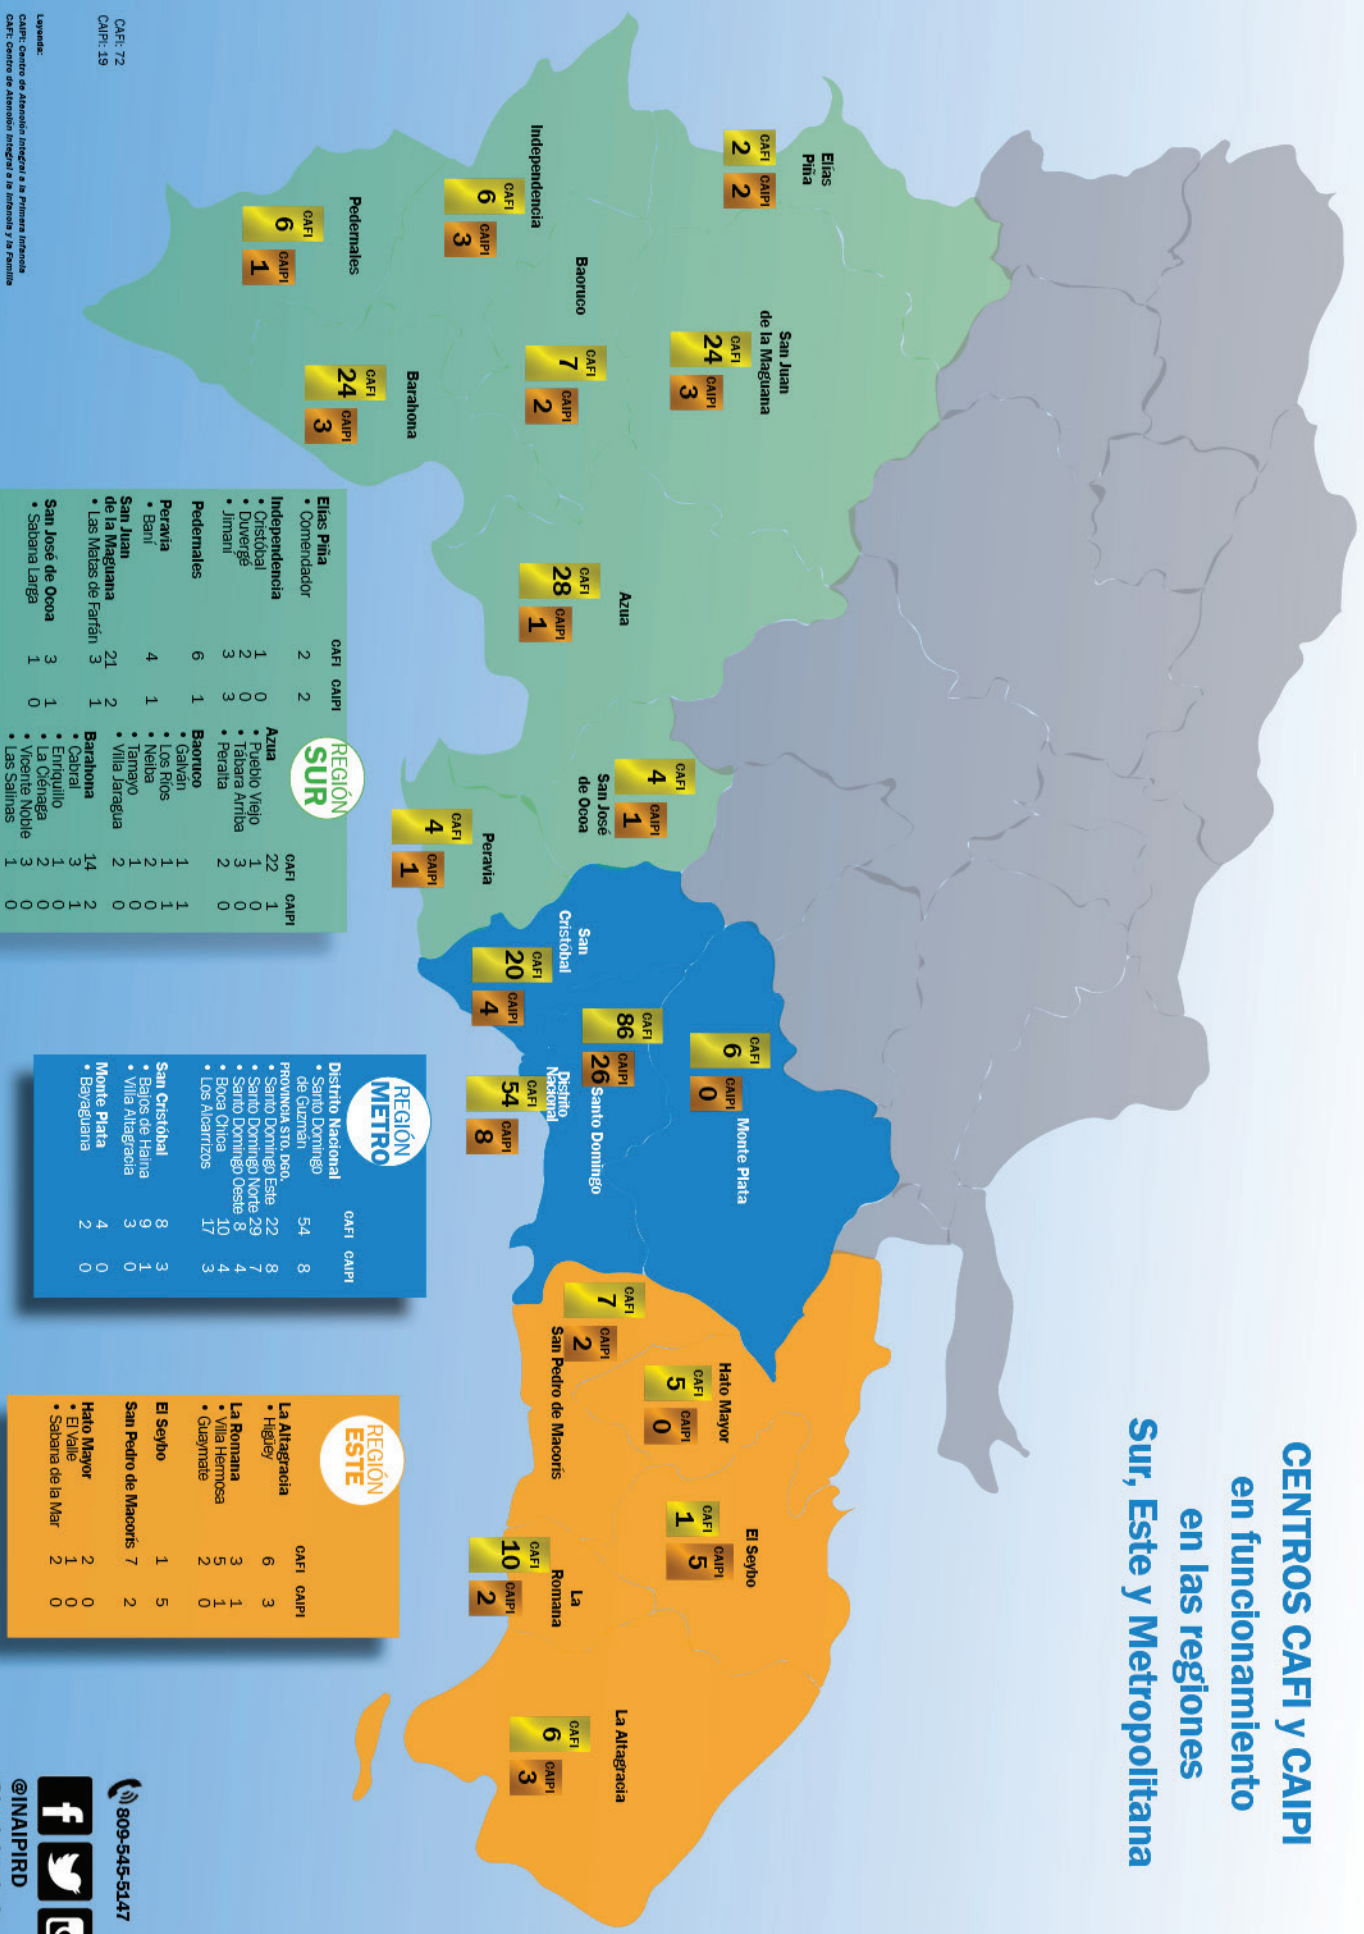 CENTROS CAFI y CAIPI
en funcionamiento
en las regiones
Sur, Este y Metropolitana
Elías
Piña
CAFI CAIPI
2 2
San Juan
de la Maguana
CAFI CAIPI
24 3
Independencia
CAFI CAIPI
6 3
Baoruco
CAFI CAIPI
7 2
Pedernales
CAFI CAIPI
6 1
Barahona
CAFI CAIPI
24 3
Azua
CAFI CAIPI
28 1
CAFI CAIPI
4 1
San José
de Ocoa
Peravia
CAFI CAIPI
4 1
San
Cristóbal
CAFI CAIPI
20 4
CAFI CAIPI
86 26
Santo Domingo
Distrito
Nacional
CAFI CAIPI
54 8
CAFI CAIPI
6 0
Monte Plata
CAFI CAIPI
7 2
San Pedro de Macorís
Hato Mayor
CAFI CAIPI
5 0
El Seybo
CAFI CAIPI
1 5
La
Romana
CAFI CAIPI
10 2
La Altagracia
CAFI CAIPI
6 3
REGIÓN
SUR
CAFI CAIPI
Elías Piña
• Comendador 2 2
Independencia
• Cristóbal 1 0
• Duvergé 2 0
• Jimaní 3 3
Pedernales 6 1
Peravia
• Baní 4 1
San Juan
de la Maguana 21 2
• Las Matas de Farfán 3 1
San José de Ocoa 3 1
• Sabana Larga 1 0
CAFI CAIPI
Azua 22 1
• Pueblo Viejo 1 0
• Tábara Arriba 3 0
• Peralta 2 0
Baoruco
• Galván 1 1
• Los Ríos 1 1
• Neiba 2 0
• Tamayo 1 0
• Villa Jaragua 2 0
Barahona 14 2
• Cabral 3 1
• Enriquillo 1 0
• La Ciénaga 2 0
• Vicente Noble 3 0
• Las Salinas 1 0
REGIÓN
METRO
CAFI CAIPI
Distrito Nacional
• Santo Domingo
de Guzmán 54 8
PROVINCIA STO. DGO.
• Santo Domingo Este 22 8
• Santo Domingo Norte 29 7
• Santo Domingo Oeste 8 4
• Boca Chica 10 4
• Los Alcarrizos 17 3
San Cristóbal 8 3
• Bajos de Haina 9 1
• Villa Altagracia 3 0
Monte Plata 4 0
• Bayaguana 2 0
REGIÓN
ESTE
CAFI CAIPI
La Altagracia
• Higüey 6 3
La Romana 3 1
• Villa Hermosa 5 1
• Guaymate 2 0
El Seybo 1 5
San Pedro de Macorís 7 2
Hato Mayor 2 0
• El Valle 1 0
• Sabana de la Mar 2 0
CAFI: 72
CAIPI: 19
Leyenda:
CAIPI: Centro de Atención Integral a la Primera Infancia
CAFI: Centro de Atención Integral a la Infancia y la Familia
809-545-5147
@INAIPIRD